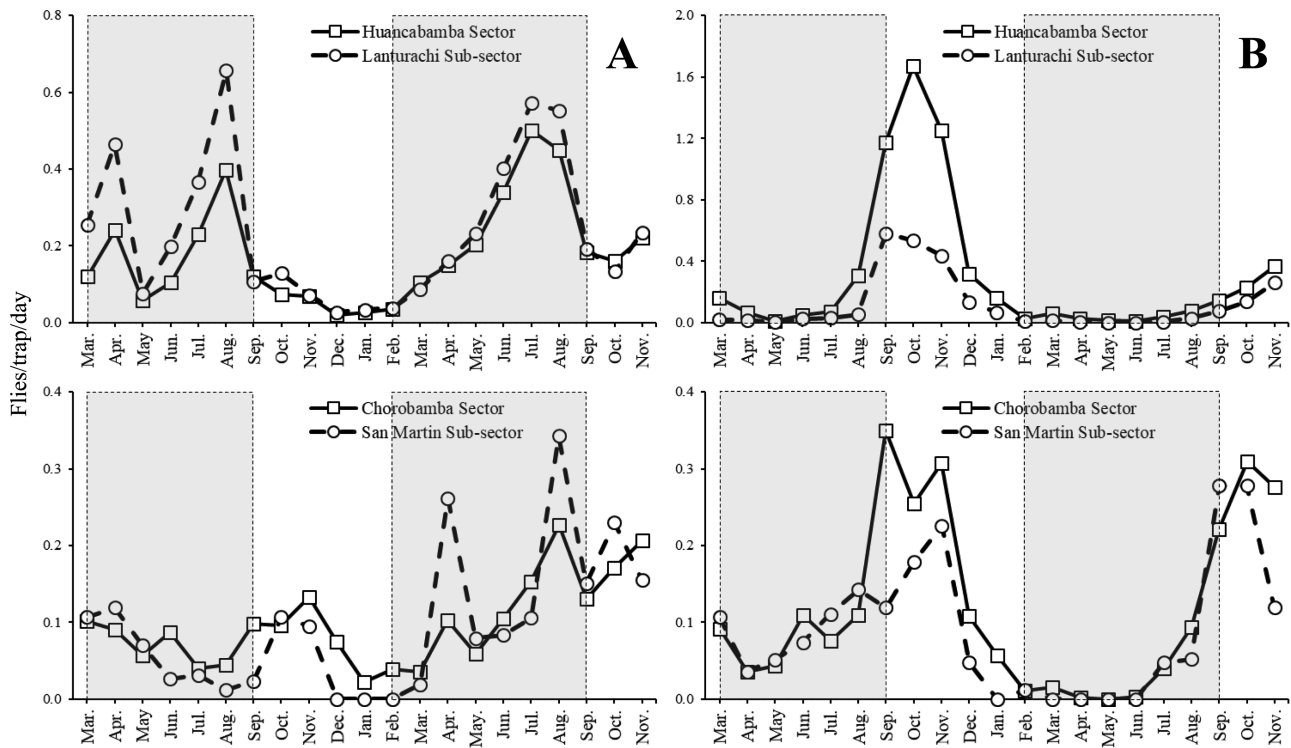 Flies/trap/day
A
Huancabamba Sector
Lanturachi Sub-sector
0.8
0.6
0.4
0.2
0.0
Mar. Apr. May Jun. Jul. Aug. Sep. Oct. Nov. Dec. Jan. Feb. Mar. Apr. May. Jun. Jul. Aug. Sep. Oct. Nov.
B
Huancabamba Sector
Lanturachi Sub-sector
2.0
1.6
1.2
0.8
0.4
0.0
Mar. Apr. May Jun. Jul. Aug. Sep. Oct. Nov. Dec. Jan. Feb. Mar. Apr. May. Jun. Jul. Aug. Sep. Oct. Nov.
Chorobamba Sector
San Martin Sub-sector
0.4
0.3
0.2
0.1
0.0
Mar. Apr. May Jun. Jul. Aug. Sep. Oct. Nov. Dec. Jan. Feb. Mar. Apr. May. Jun. Jul. Aug. Sep. Oct. Nov.
Chorobamba Sector
San Martin Sub-sector
0.4
0.3
0.2
0.1
0.0
Mar. Apr. May Jun. Jul. Aug. Sep. Oct. Nov. Dec. Jan. Feb. Mar. Apr. May. Jun. Jul. Aug. Sep. Oct. Nov.